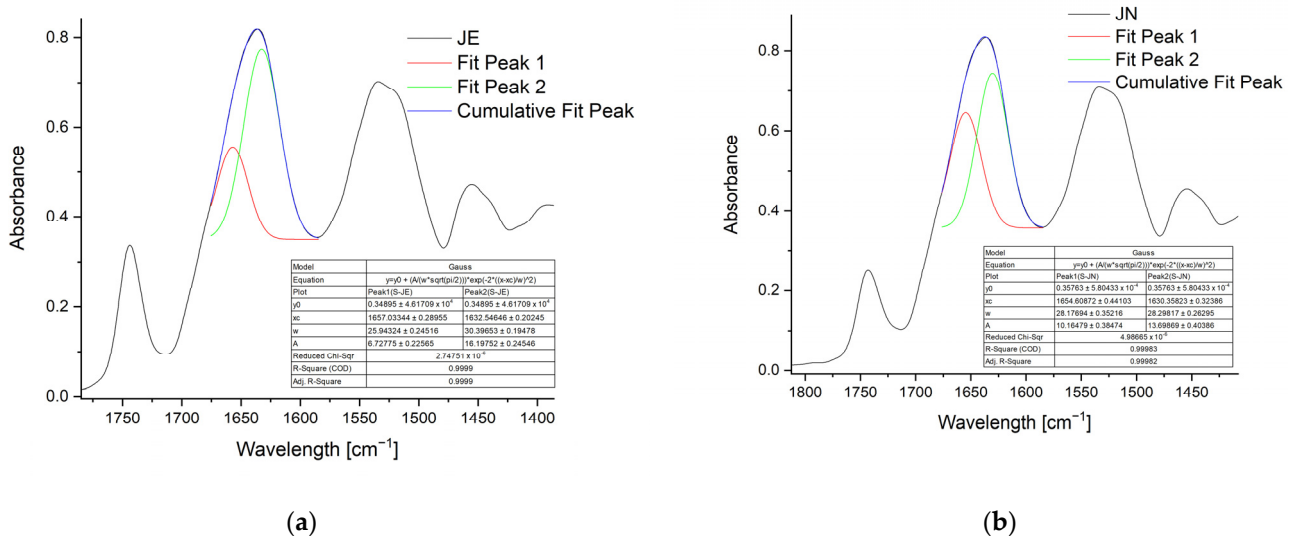 JE
Fit Peak 1
Fit Peak 2
Cumulative Fit Peak
0.8
0.6
0.4
0.2
0.0
Absorbance
1750 1700 1650 1600 1550 1500 1450 1400
Wavelength [cm⁻¹]
Model Gauss
Equation y=y0 + (A/(w*sqrt(pi/2)))*exp(-2*((x-xc)/w)^2)
Plot Peak1(S-JE) Peak2(S-JE)
y0 0.34895 ± 4.61709 x 10⁻⁴ 0.34895 ± 4.61709 x 10⁻⁴
xc 1657.03344 ± 0.28955 1632.54646 ± 0.20245
w 25.94324 ± 0.24516 30.39653 ± 0.19478
A 6.72775 ± 0.22565 16.19752 ± 0.24546
Reduced Chi-Sqr 2.74751 x 10
R-Square (COD) 0.9999
Adj. R-Square 0.9999
(a)
JN
Fit Peak 1
Fit Peak 2
Cumulative Fit Peak
0.8
0.6
0.4
0.2
0.0
Absorbance
1800 1750 1700 1650 1600 1550 1500 1450
Wavelength [cm⁻¹]
Model Gauss
Equation y=y0 + (A/(w*sqrt(pi/2)))*exp(-2*((x-xc)/w)^2)
Plot Peak1(S-JN) Peak2(S-JN)
y0 0.35763 ± 5.80433 x 10⁻⁴ 0.35763 ± 5.80433 x 10⁻⁴
xc 1654.60872 ± 0.44103 1630.35823 ± 0.32386
w 28.17694 ± 0.35216 28.29817 ± 0.26295
A 10.16479 ± 0.38474 13.69869 ± 0.40386
Reduced Chi-Sqr 4.98665 x 10
R-Square (COD) 0.99983
Adj. R-Square 0.99982
(b)